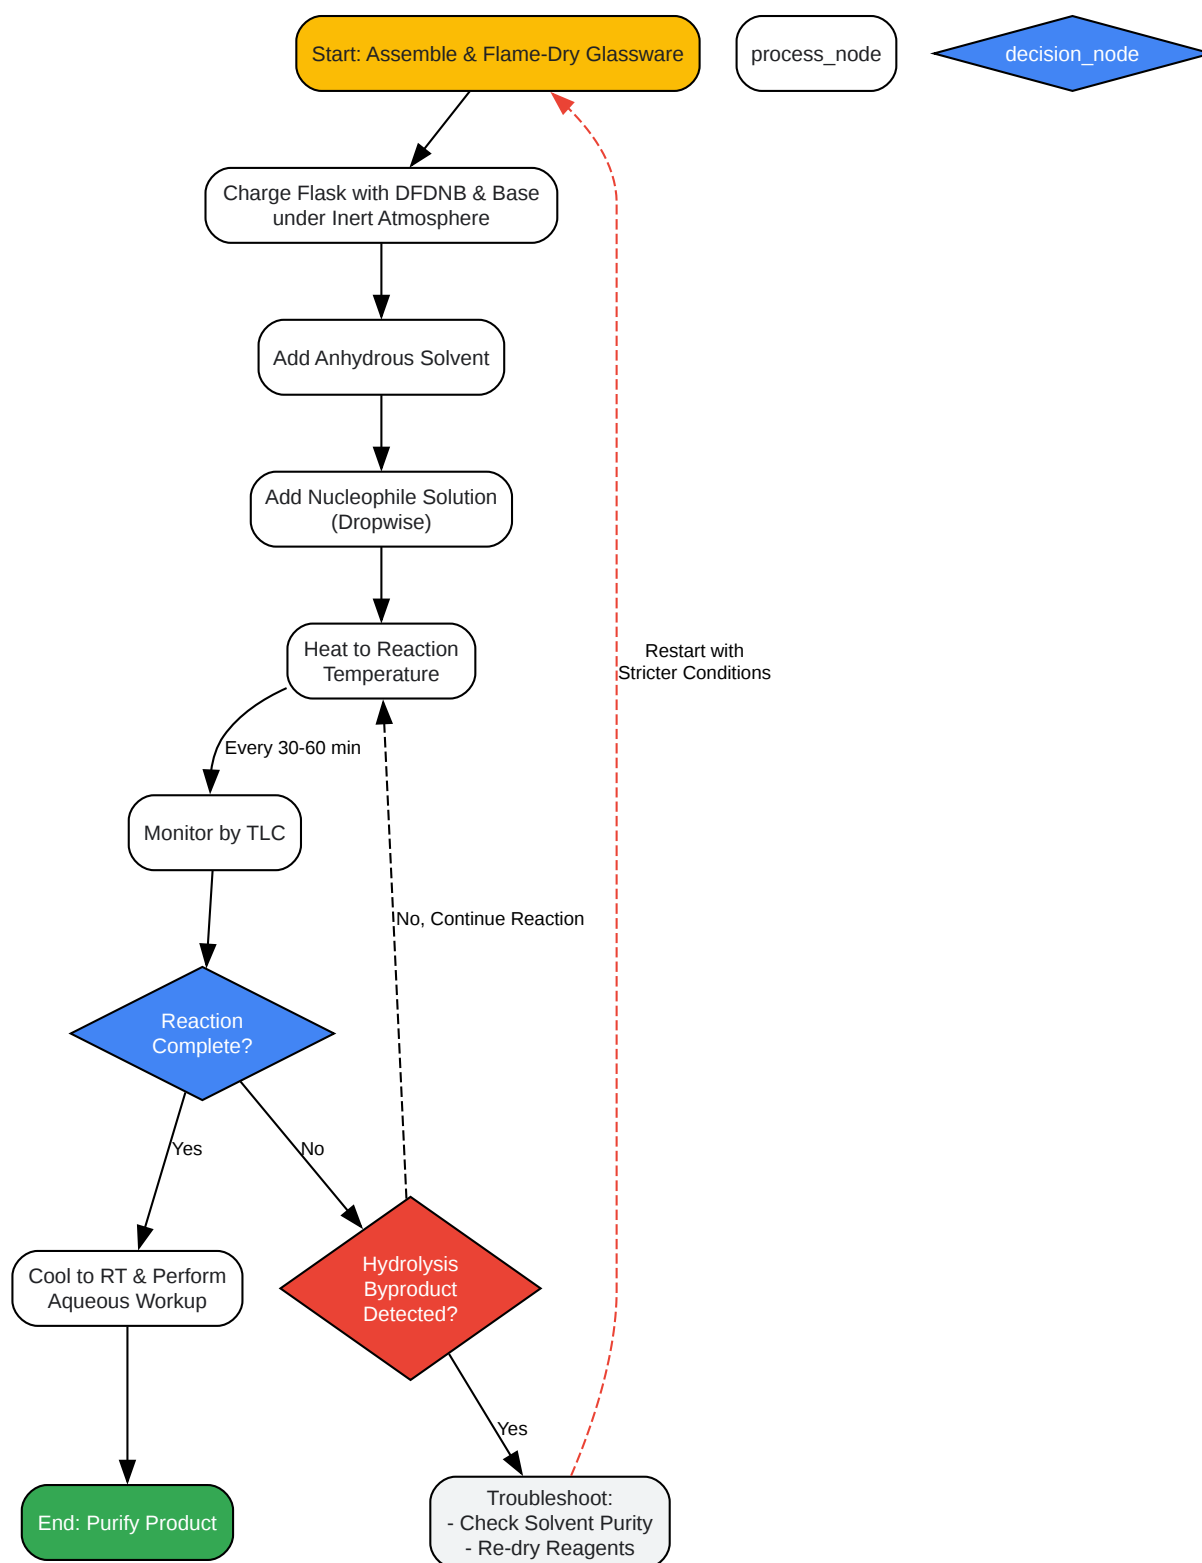 Start: Assemble & Flame-Dry Glassware
process_node
decision_node
Charge Flask with DFDNB & Base
under Inert Atmosphere
Add Anhydrous Solvent
Add Nucleophile Solution
(Dropwise)
Heat to Reaction
Temperature
Restart with
Stricter Conditions
Every 30-60 min
Monitor by TLC
No, Continue Reaction
Reaction
Complete?
Yes
No
Cool to RT & Perform
Aqueous Workup
Hydrolysis
Byproduct
Detected?
Yes
End: Purify Product
Troubleshoot:
- Check Solvent Purity
- Re-dry Reagents